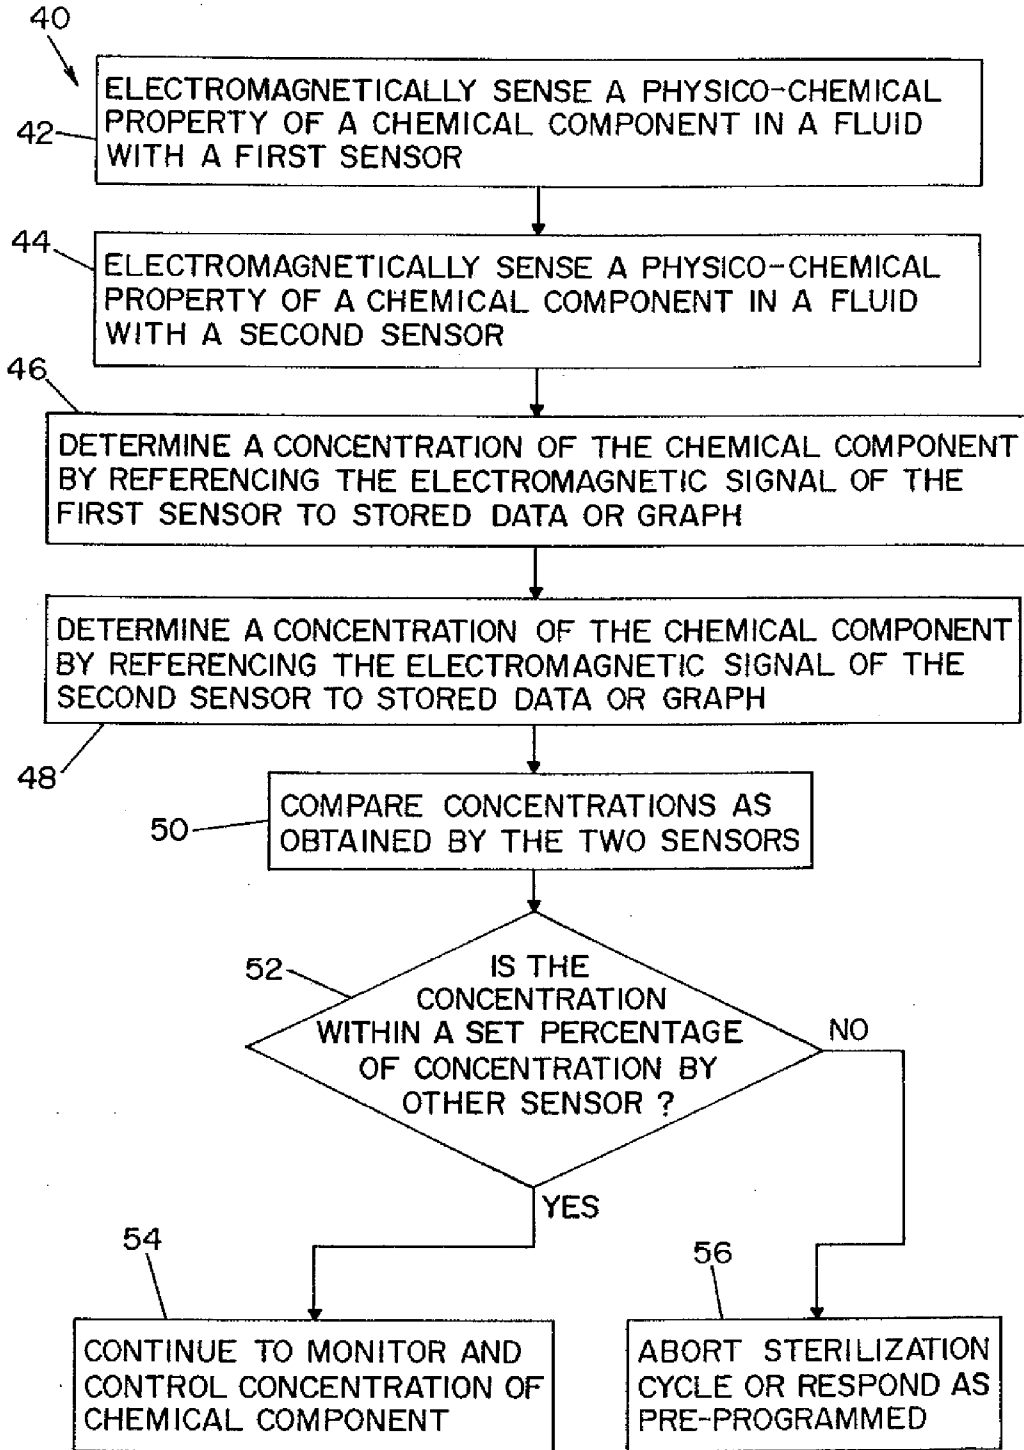 40
42
ELECTROMAGNETICALLY SENSE A PHYSICO-CHEMICAL
PROPERTY OF A CHEMICAL COMPONENT IN A FLUID
WITH A FIRST SENSOR
44
ELECTROMAGNETICALLY SENSE A PHYSICO-CHEMICAL
PROPERTY OF A CHEMICAL COMPONENT IN A FLUID
WITH A SECOND SENSOR
46
DETERMINE A CONCENTRATION OF THE CHEMICAL COMPONENT
BY REFERENCING THE ELECTROMAGNETIC SIGNAL OF THE
FIRST SENSOR TO STORED DATA OR GRAPH
DETERMINE A CONCENTRATION OF THE CHEMICAL COMPONENT
BY REFERENCING THE ELECTROMAGNETIC SIGNAL OF THE
SECOND SENSOR TO STORED DATA OR GRAPH
48
50
COMPARE CONCENTRATIONS AS
OBTAINED BY THE TWO SENSORS
52
IS THE
CONCENTRATION
WITHIN A SET PERCENTAGE
OF CONCENTRATION BY
OTHER SENSOR ?
NO
YES
54
CONTINUE TO MONITOR AND
CONTROL CONCENTRATION OF
CHEMICAL COMPONENT
56
ABORT STERILIZATION
CYCLE OR RESPOND AS
PRE-PROGRAMMED